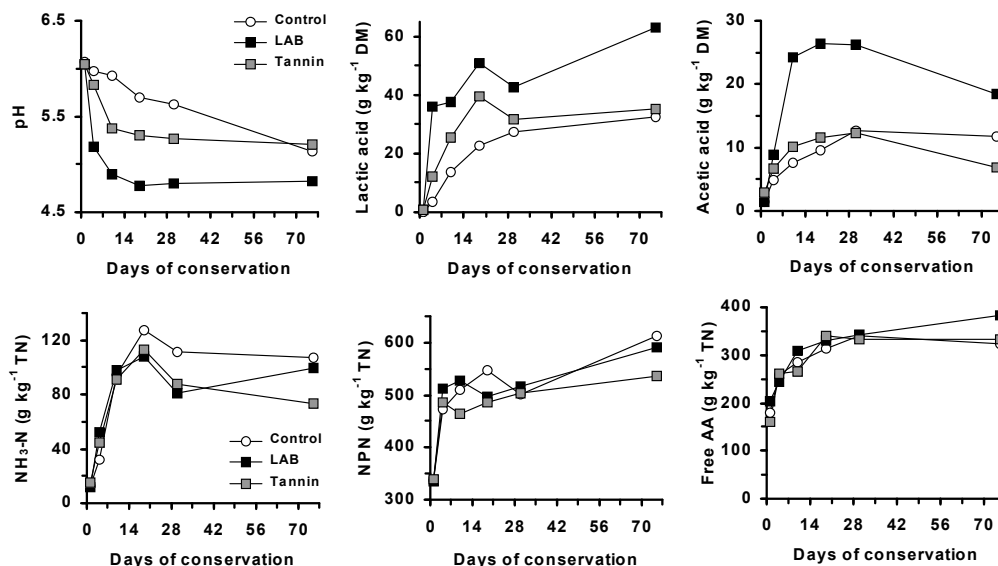 6.5
5.5
4.5
pH
Control
LAB
Tannin
0 14 28 42 56 70
Days of conservation
60
40
20
0
Lactic acid (g kg⁻¹ DM)
0 14 28 42 56 70
Days of conservation
30
20
10
0
Acetic acid (g kg⁻¹ DM)
0 14 28 42 56 70
Days of conservation
120
80
40
0
NH₃-N (g kg⁻¹ TN)
Control
LAB
Tannin
0 14 28 42 56 70
Days of conservation
600
500
400
300
NPN (g kg⁻¹ TN)
0 14 28 42 56 70
Days of conservation
400
300
200
100
0
Free AA (g kg⁻¹ TN)
0 14 28 42 56 70
Days of conservation